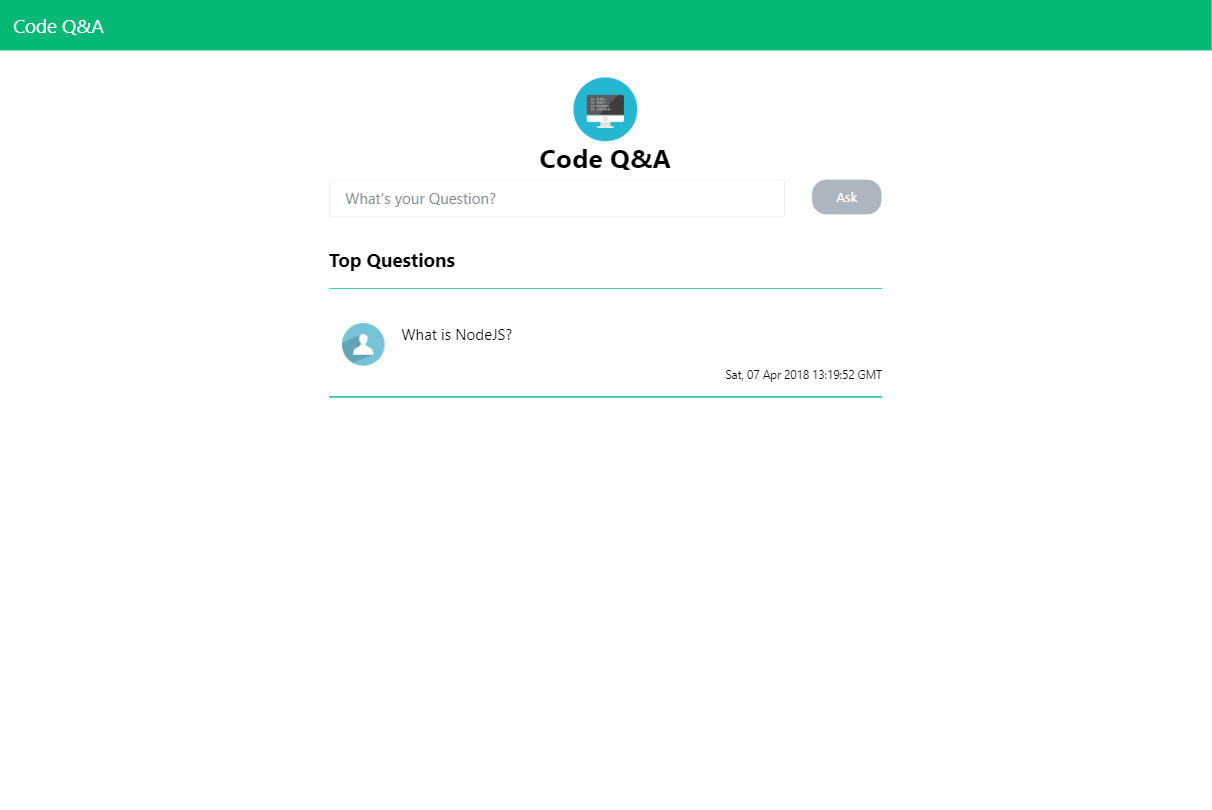 Code Q&A
Code Q&A
What's your Question?
Ask
Top Questions
What is NodeJS?
Sat, 07 Apr 2018 13:19:52 GMT